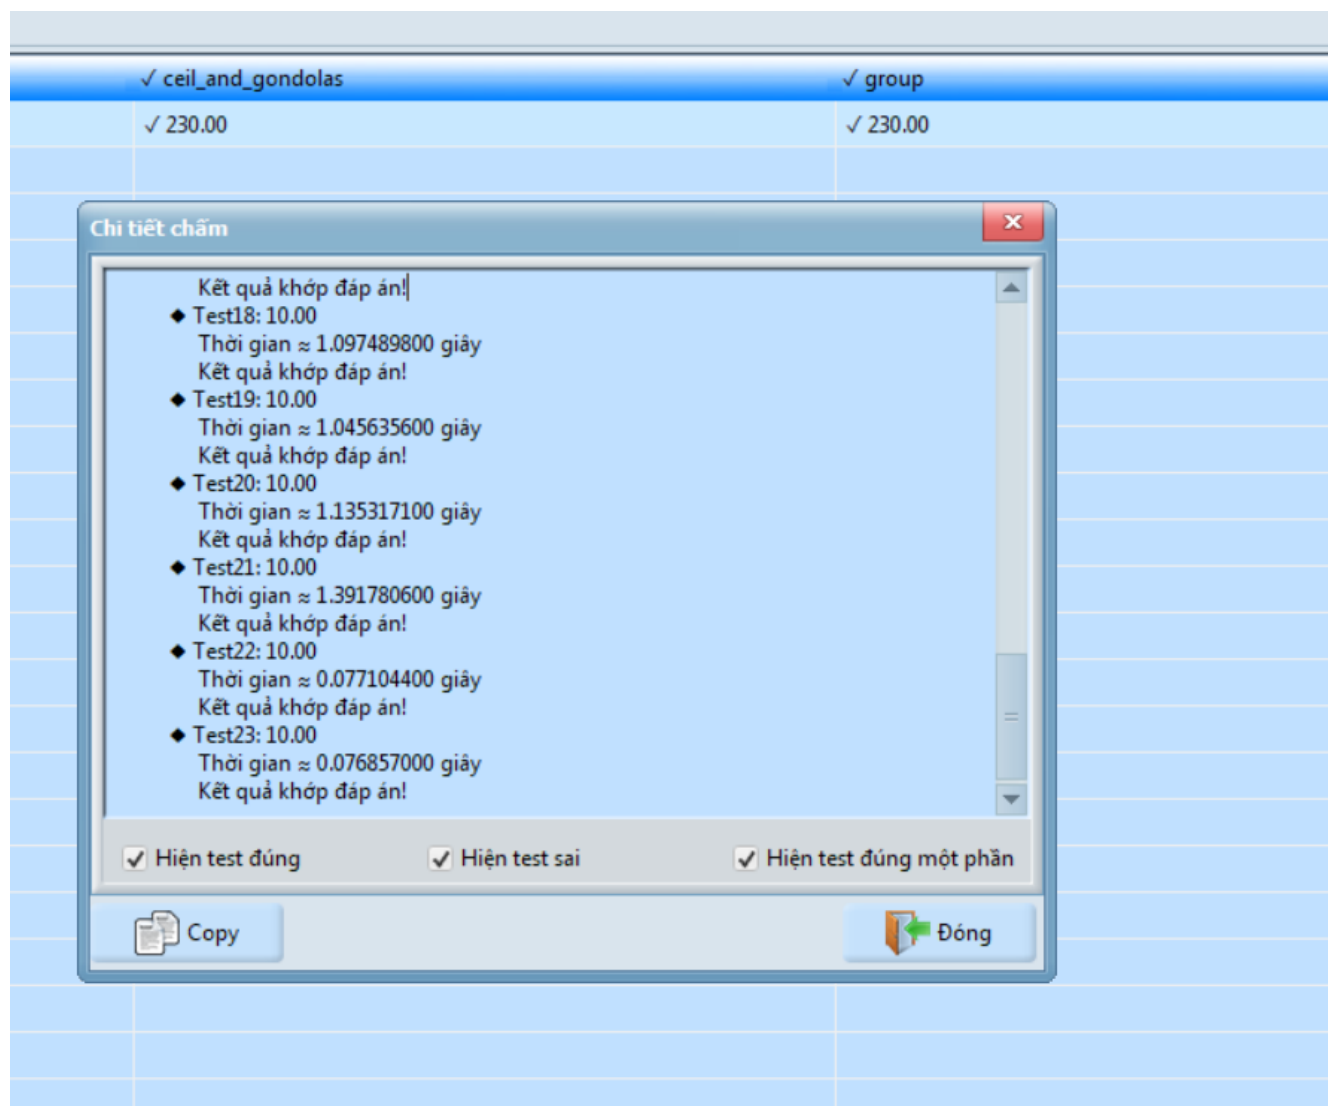 ✓ ceil_and_gondolas ✓ group
✓ 230.00 ✓ 230.00
Chi tiết chấm
Kết quả khớp đáp án!
◆ Test18: 10.00
Thời gian ≈ 1.097489800 giây
Kết quả khớp đáp án!
◆ Test19: 10.00
Thời gian ≈ 1.045635600 giây
Kết quả khớp đáp án!
◆ Test20: 10.00
Thời gian ≈ 1.135317100 giây
Kết quả khớp đáp án!
◆ Test21: 10.00
Thời gian ≈ 1.391780600 giây
Kết quả khớp đáp án!
◆ Test22: 10.00
Thời gian ≈ 0.077104400 giây
Kết quả khớp đáp án!
◆ Test23: 10.00
Thời gian ≈ 0.076857000 giây
Kết quả khớp đáp án!
Hiện test đúng Hiện test sai Hiện test đúng một phần
Copy Đóng